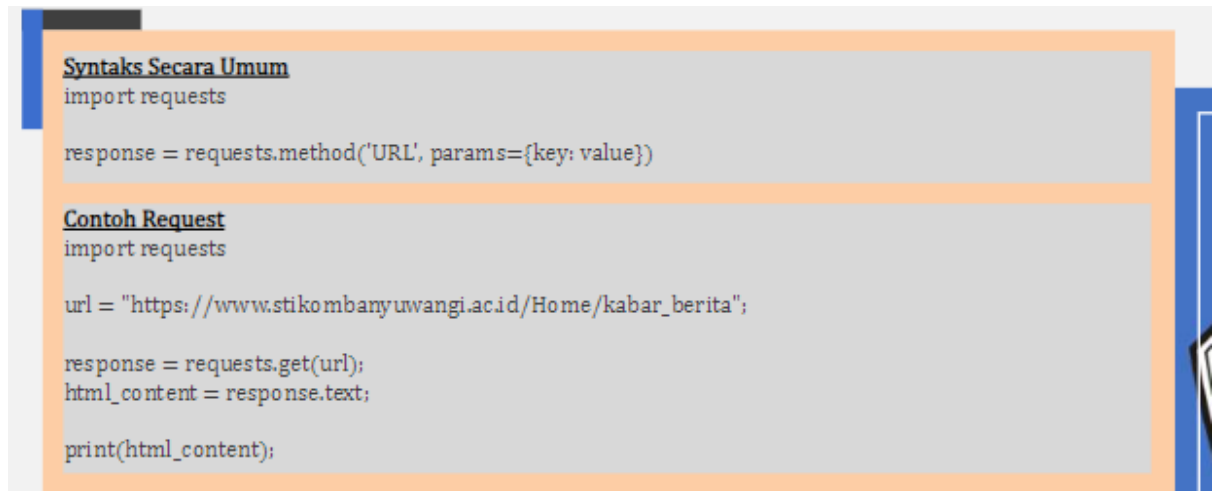 Syntaks Secara Umum
import requests
response = requests.method('URL', params={key: value})
Contoh Request
import requests
url = "https://www.stikombanyuwangi.ac.id/Home/kabar_berita";
response = requests.get(url);
html_content = response.text;
print(html_content);